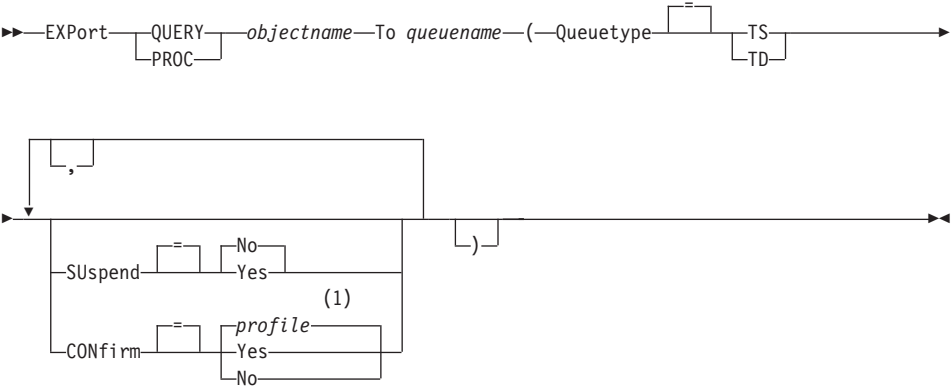 =
EXPort QUERY objectname To queuename ( Queuetype TS
PROC TD
,
= No
SUspend Yes )
(1)
= profile
CONfirm Yes
No